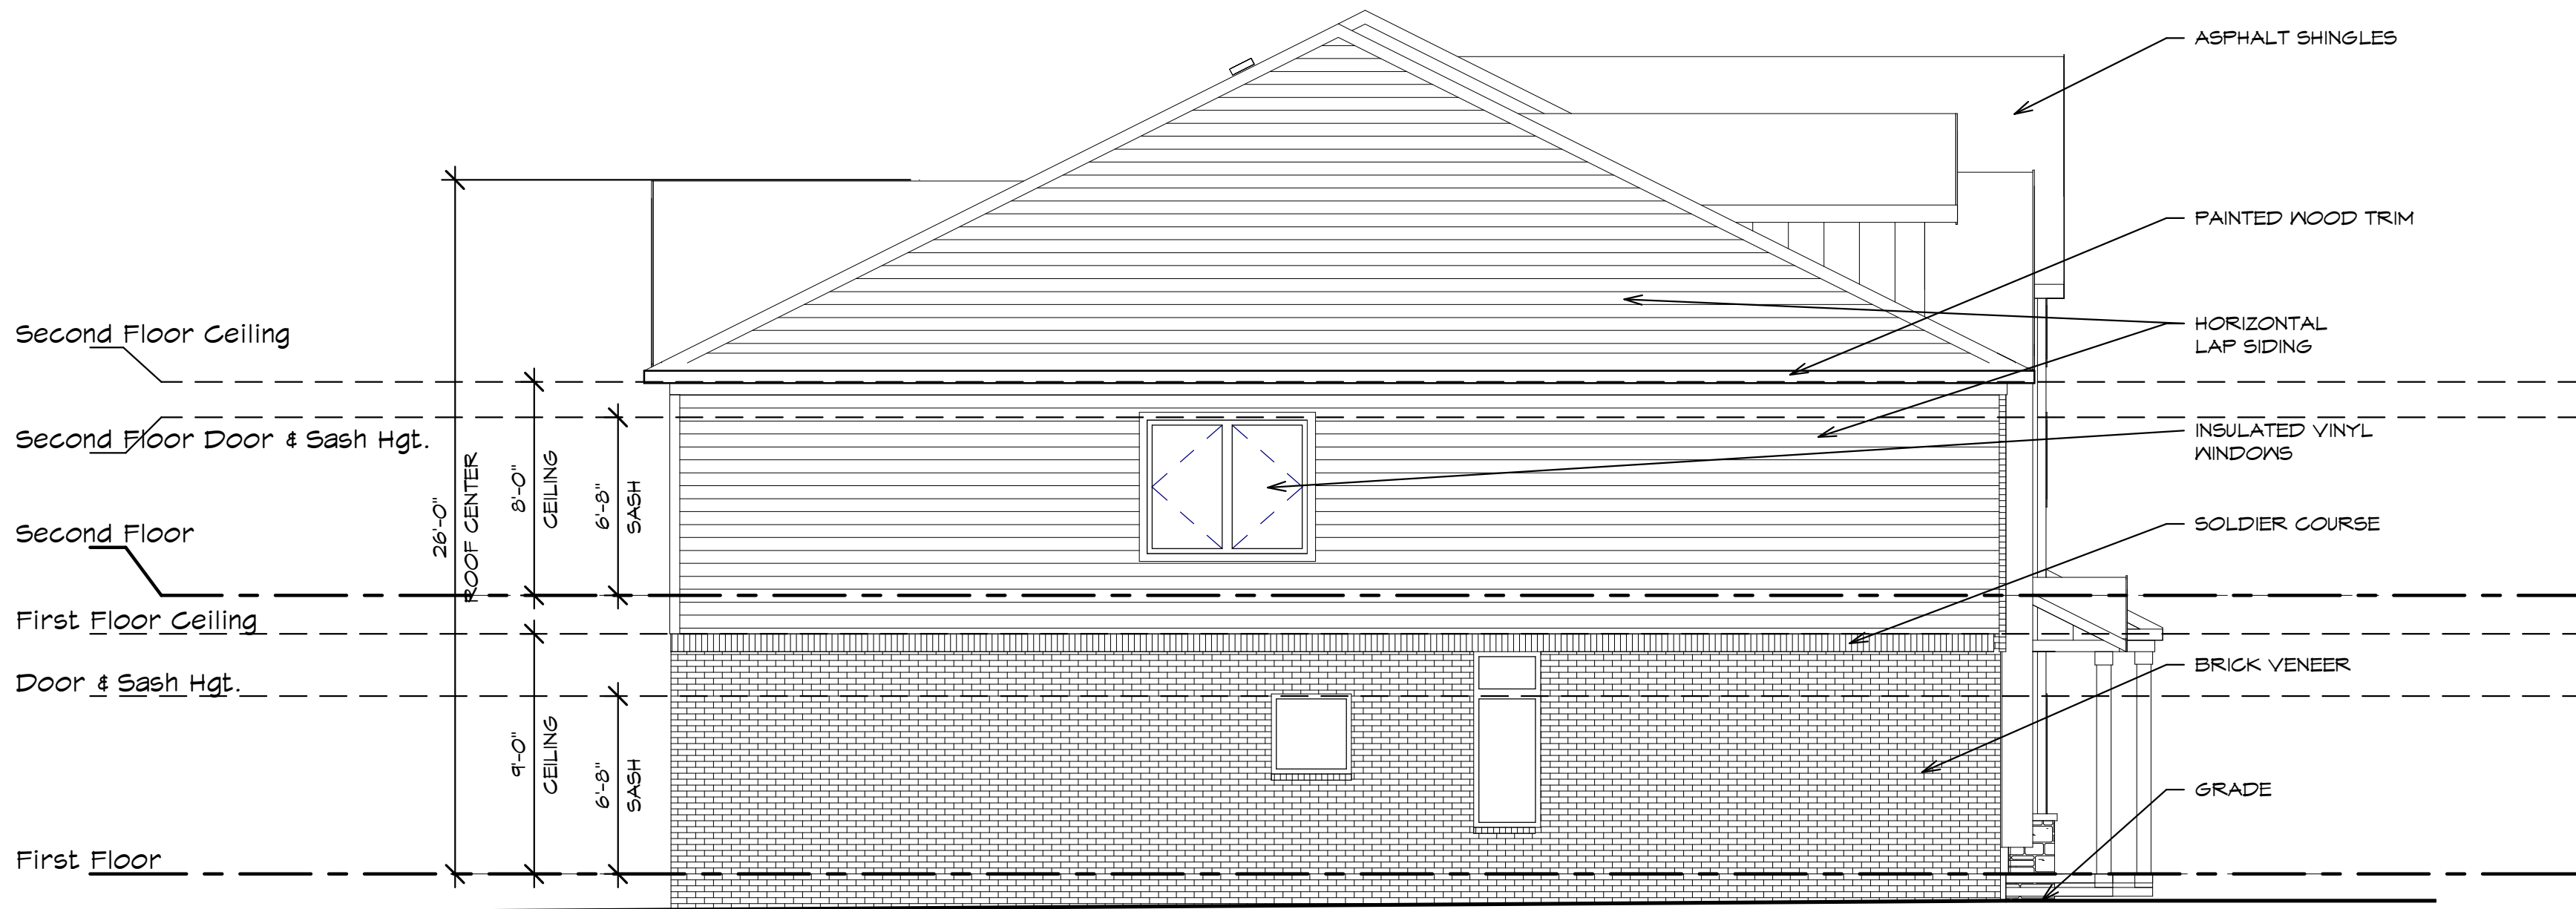 ASPHALT SHINGLES
PAINTED WOOD TRIM
HORIZONTAL
LAP SIDING
INSULATED VINYL
WINDOWS
SOLDIER COURSE
BRICK VENEER
GRADE
Second Floor Ceiling
Second Floor Door & Sash Hgt.
Second Floor
First Floor Ceiling
Door & Sash Hgt.
First Floor
26'-0"
ROOF CENTER
8'-0"
CEILING
6'-8"
SASH
9'-0"
CEILING
6'-8"
SASH